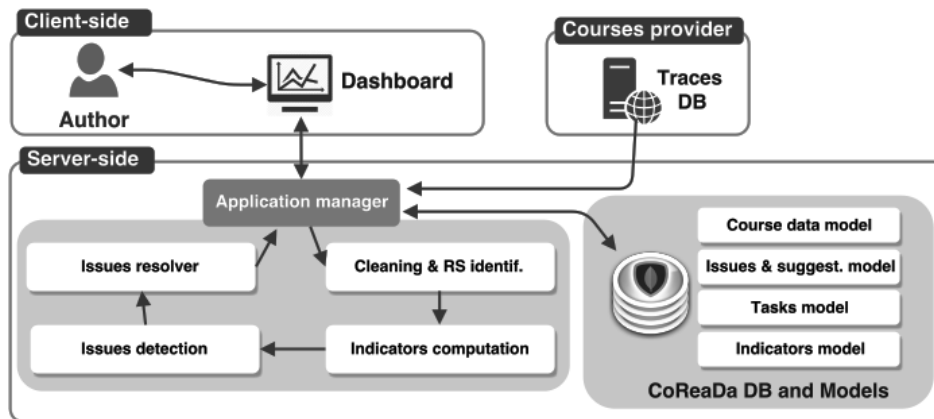 Client-side
Author
Dashboard
Courses provider
Traces
DB
Server-side
Application manager
Issues resolver
Cleaning & RS identif.
Issues detection
Indicators computation
Course data model
Issues & suggest. model
Tasks model
Indicators model
CoReaDa DB and Models